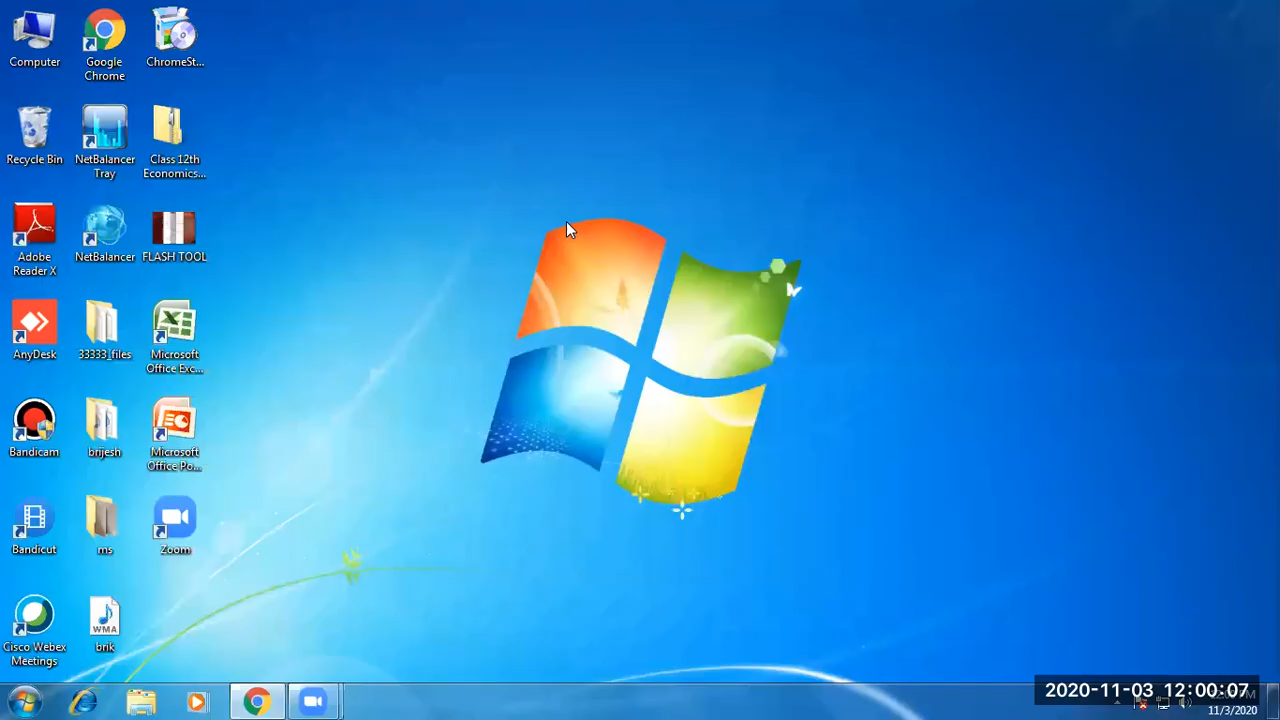 Computer
Google
Chrome
ChromeSt...
Recycle Bin
NetBalancer
Tray
Class 12th
Economics...
Adobe
Reader X
NetBalancer
FLASH TOOL
AnyDesk
33333_files
Microsoft
Office Exc...
Bandicam
brijesh
Microsoft
Office Po...
Bandicut
ms
Zoom
Cisco Webex
Meetings
WMA
brik
2020-11-03 12:00:07
11/3/2020